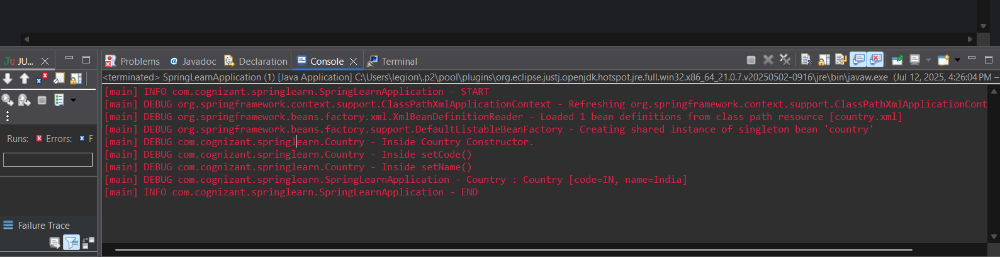 JU...
Problems
@ Javadoc
Declaration
Console
Terminal
<terminated> SpringLearnApplication (1) [Java Application] C:\Users\legion\.p2\pool\plugins\org.eclipse.justj.openjdk.hotspot.jre.full.win32.x86_64_21.0.7.v20250502-0916\jre\bin\javaw.exe (Jul 12, 2025, 4:26:04 PM –
[main] INFO com.cognizant.springlearn.SpringLearnApplication - START
[main] DEBUG org.springframework.context.support.ClassPathXmlApplicationContext - Refreshing org.springframework.context.support.ClassPathXmlApplicationCont
[main] DEBUG org.springframework.beans.factory.xml.XmlBeanDefinitionReader - Loaded 1 bean definitions from class path resource [country.xml]
[main] DEBUG org.springframework.beans.factory.support.DefaultListableBeanFactory - Creating shared instance of singleton bean 'country'
[main] DEBUG com.cognizant.springlearn.Country - Inside Country Constructor.
[main] DEBUG com.cognizant.springlearn.Country - Inside setCode()
[main] DEBUG com.cognizant.springlearn.Country - Inside setName()
[main] DEBUG com.cognizant.springlearn.SpringLearnApplication - Country : Country [code=IN, name=India]
[main] INFO com.cognizant.springlearn.SpringLearnApplication - END
Runs:
Errors:
F
Failure Trace